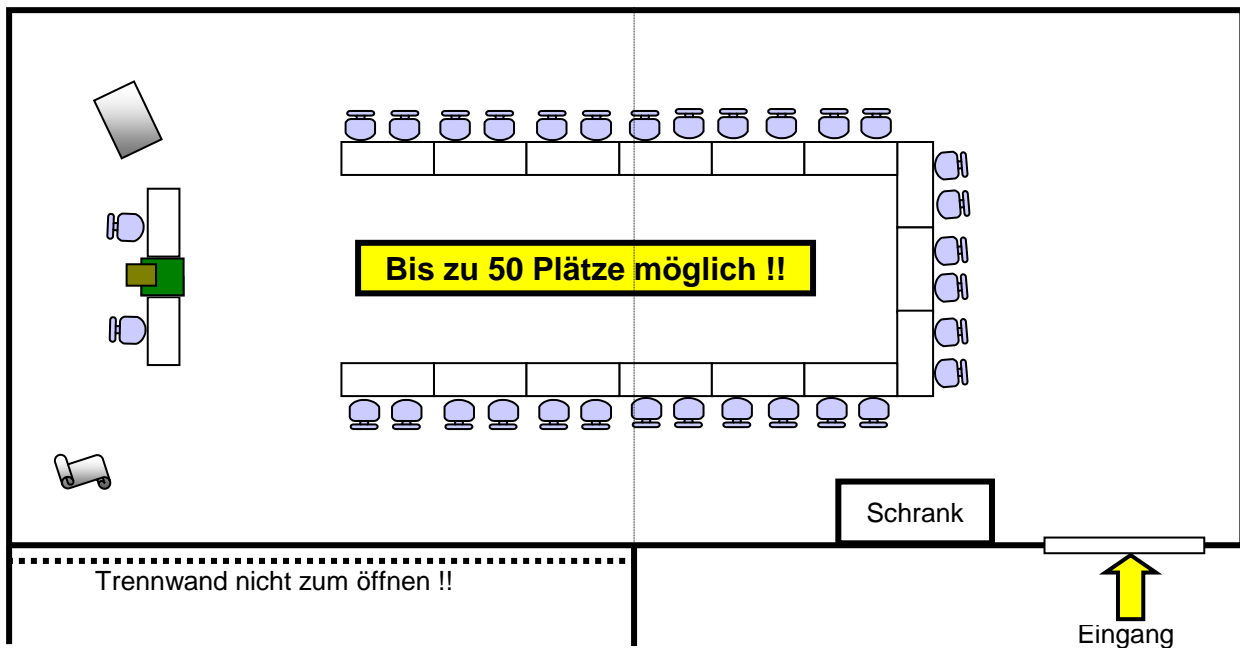 Bis zu 50 Plätze möglich !!
Schrank
Trennwand nicht zum öffnen !!
Eingang